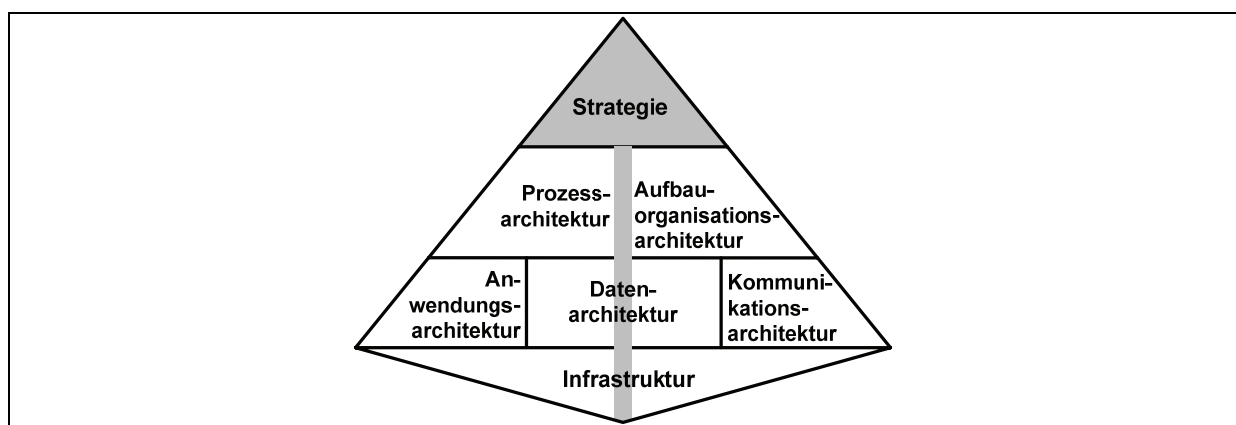 Strategie
Prozess-
architektur
Aufbau-
organisations-
architektur
An-
wendungs-
architektur
Daten-
architektur
Kommuni-
kations-
architektur
Infrastruktur